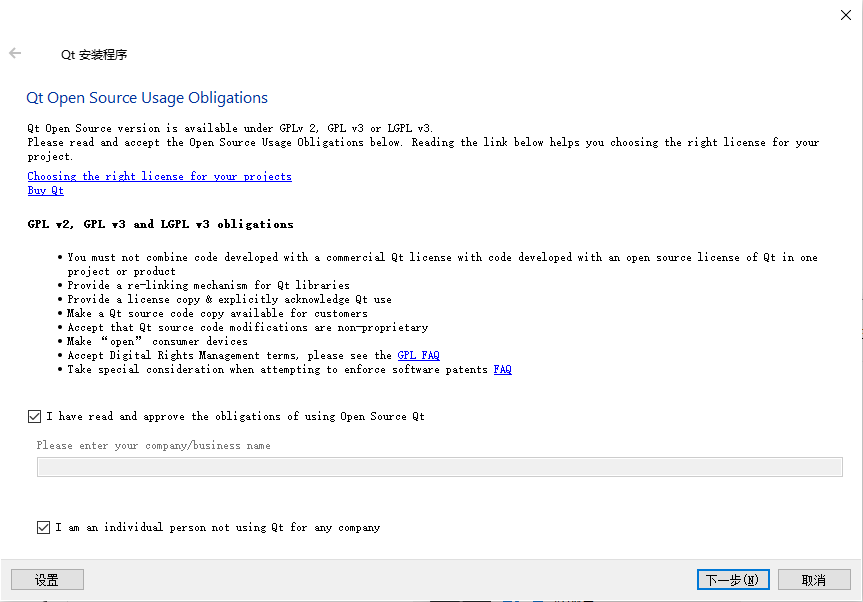 Qt 安装程序
Qt Open Source Usage Obligations
Qt Open Source version is available under GPLv 2, GPL v3 or LGPL v3.
Please read and accept the Open Source Usage Obligations below. Reading the link below helps you choosing the right license for your
project.
Choosing the right license for your projects
Buy Qt
GPL v2, GPL v3 and LGPL v3 obligations
• You must not combine code developed with a commercial Qt license with code developed with an open source license of Qt in one
project or product
• Provide a re-linking mechanism for Qt libraries
• Provide a license copy & explicitly acknowledge Qt use
• Make a Qt source code copy available for customers
• Accept that Qt source code modifications are non-proprietary
• Make “open” consumer devices
• Accept Digital Rights Management terms, please see the GPL FAQ
• Take special consideration when attempting to enforce software patents FAQ
I have read and approve the obligations of using Open Source Qt
Please enter your company/business name
I am an individual person not using Qt for any company
设置 下一步(N) 取消